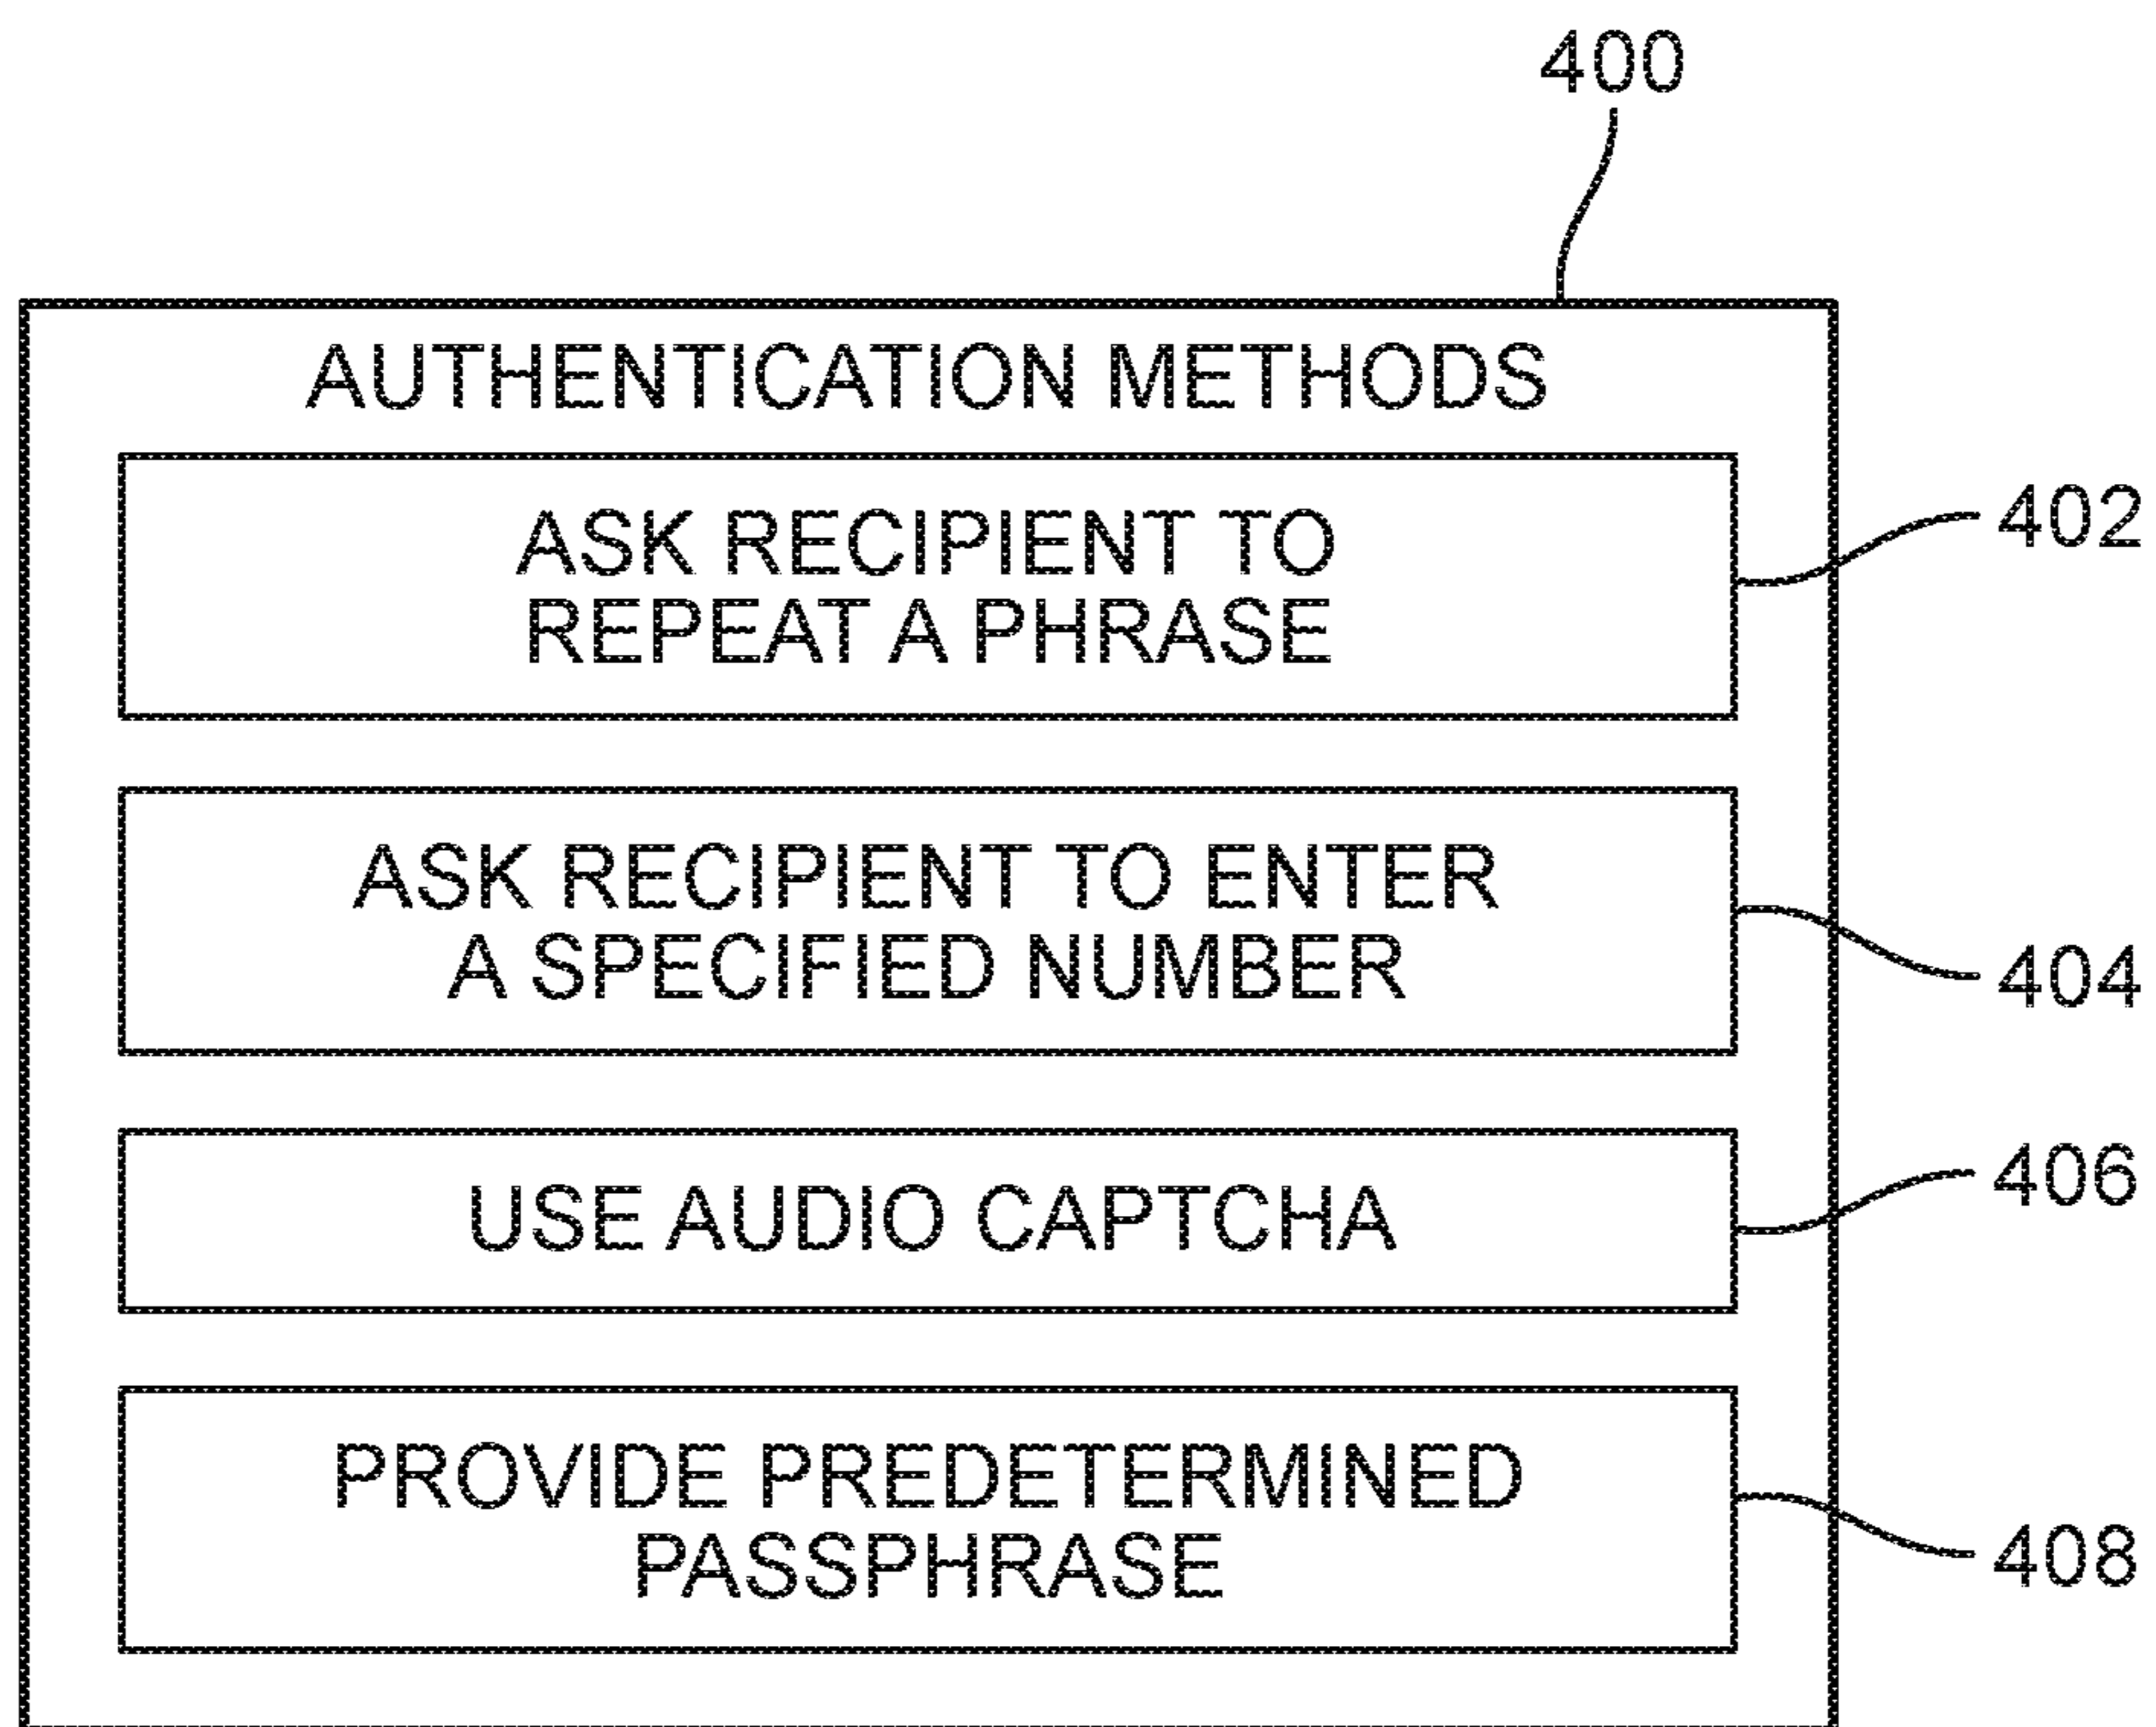 400
AUTHENTICATION METHODS
ASK RECIPIENT TO
REPEAT A PHRASE
402
ASK RECIPIENT TO ENTER
A SPECIFIED NUMBER
404
USE AUDIO CAPTCHA
406
PROVIDE PREDETERMINED
PASSPHRASE
408